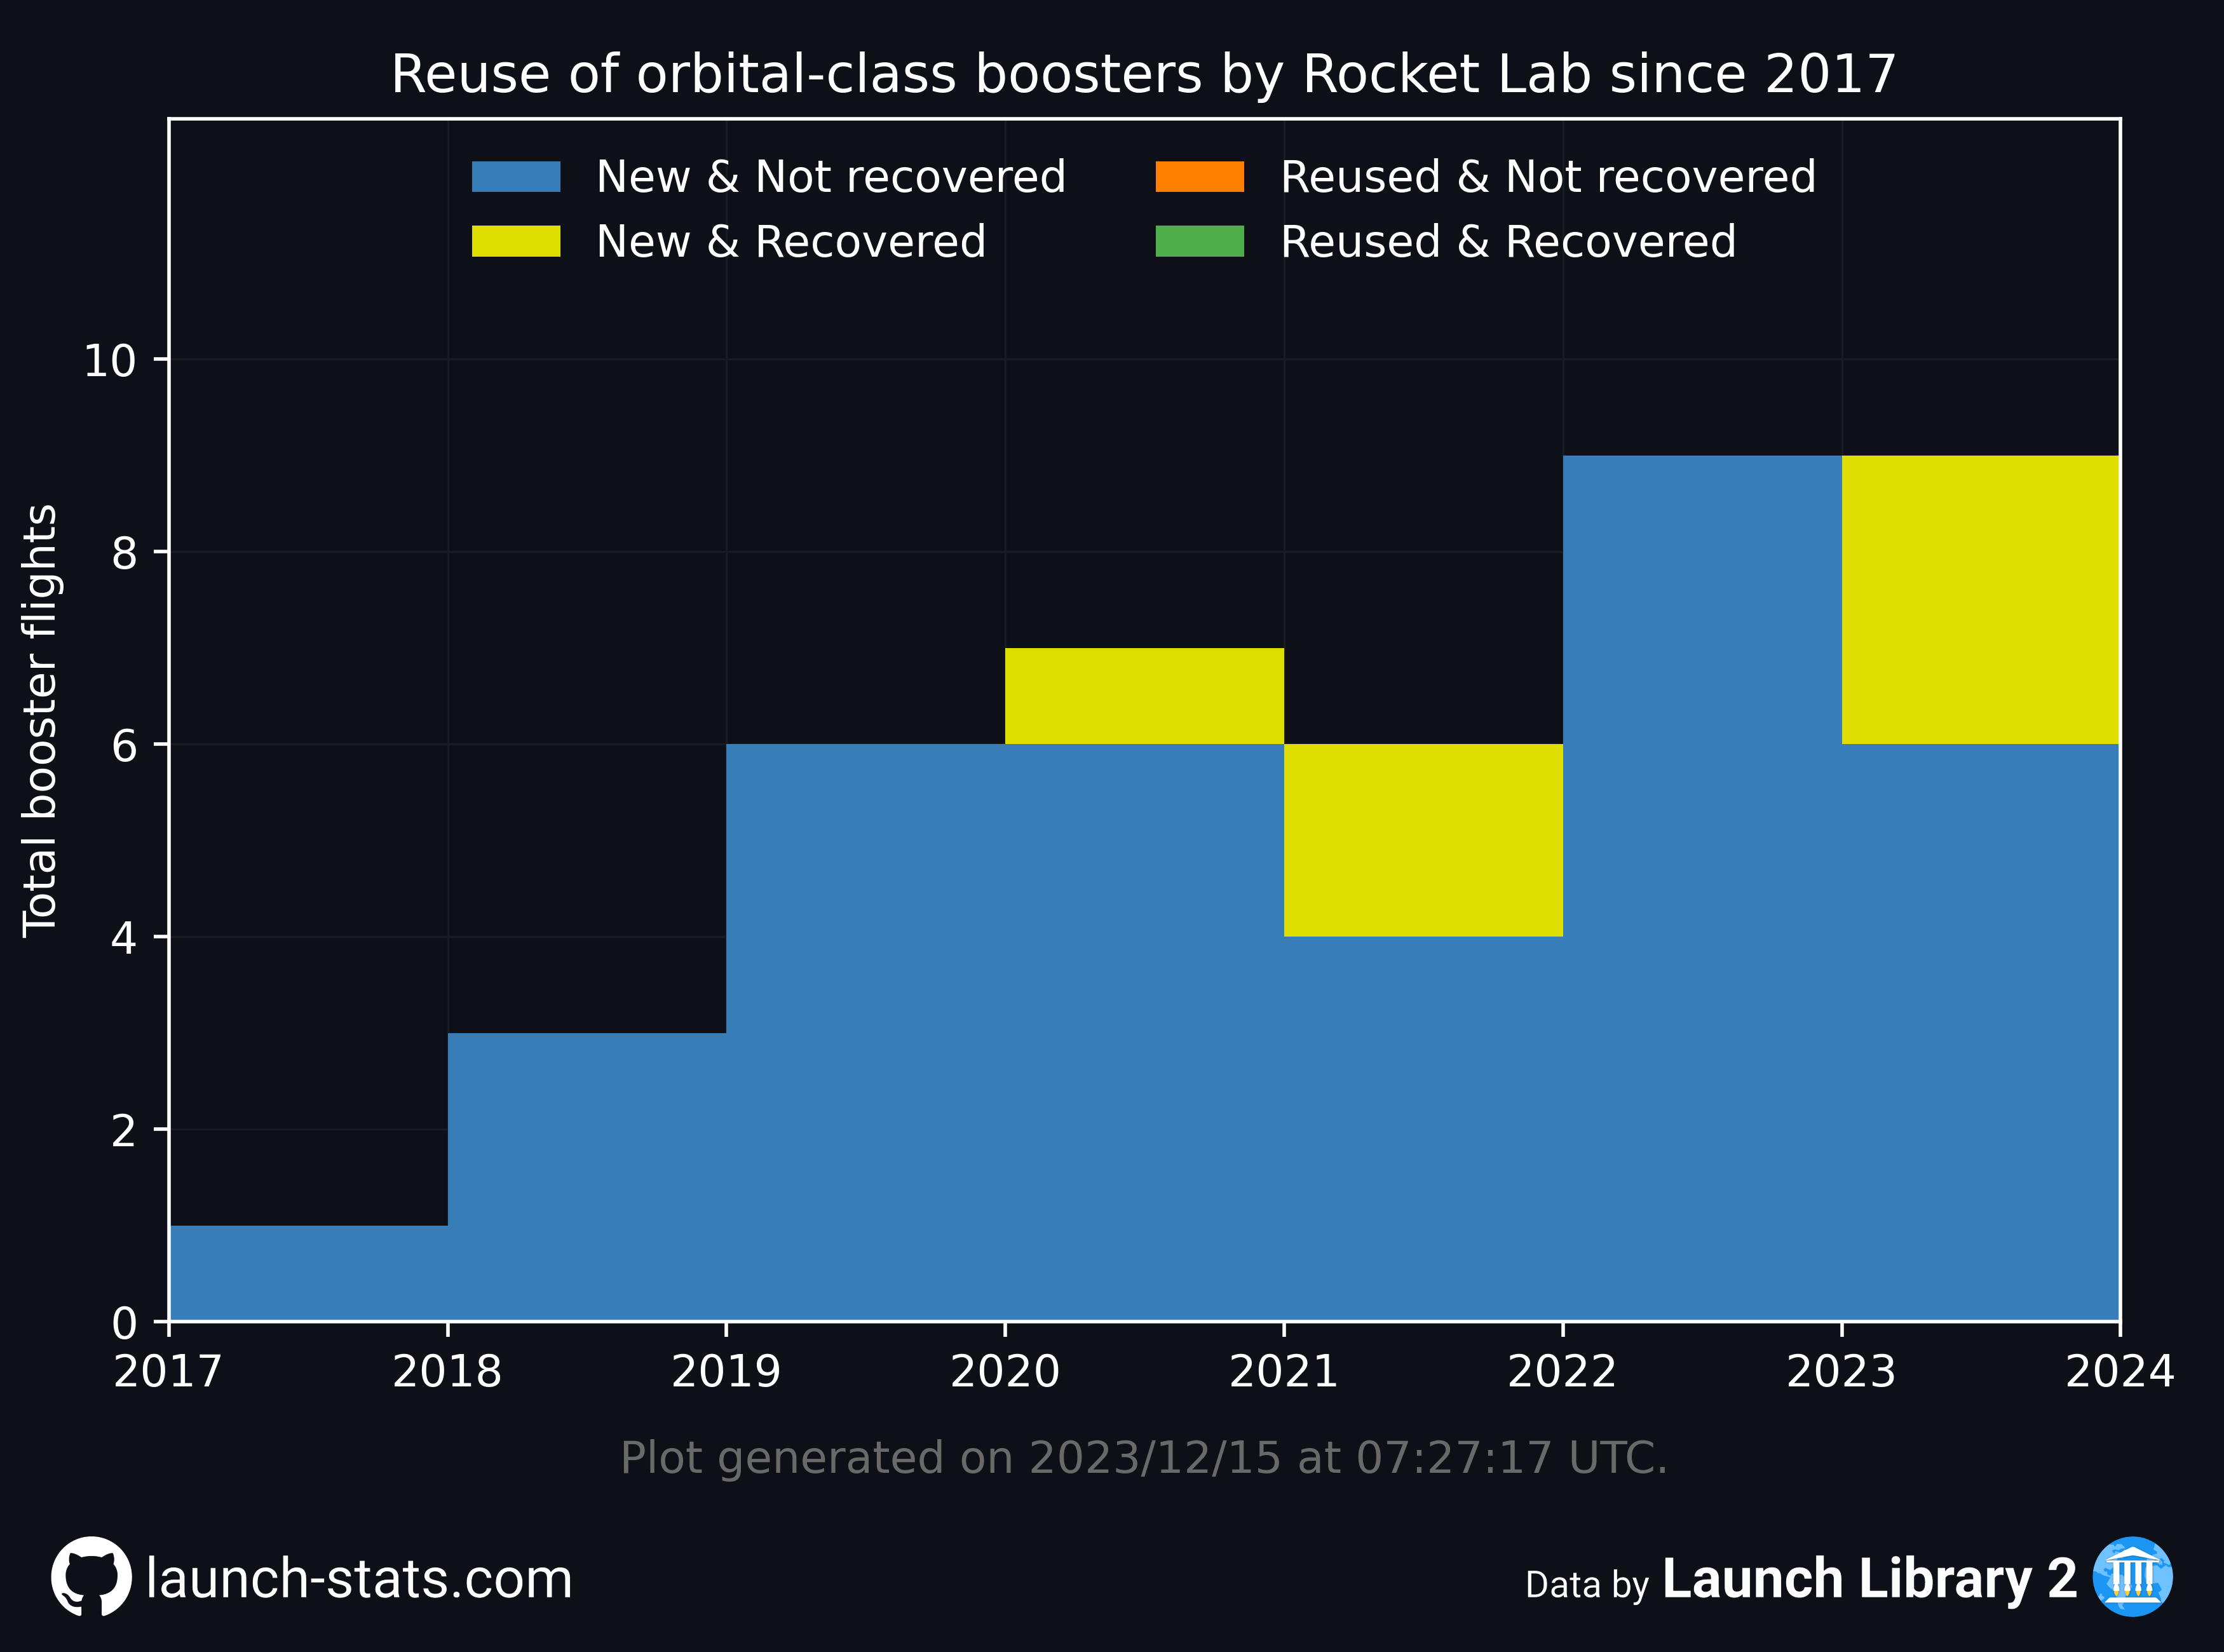 Reuse of orbital-class boosters by Rocket Lab since 2017
New & Not recovered
New & Recovered
Reused & Not recovered
Reused & Recovered
Total booster flights
10
8
6
4
2
0
2017 2018 2019 2020 2021 2022 2023 2024
Plot generated on 2023/12/15 at 07:27:17 UTC.
launch-stats.com
Data by Launch Library 2